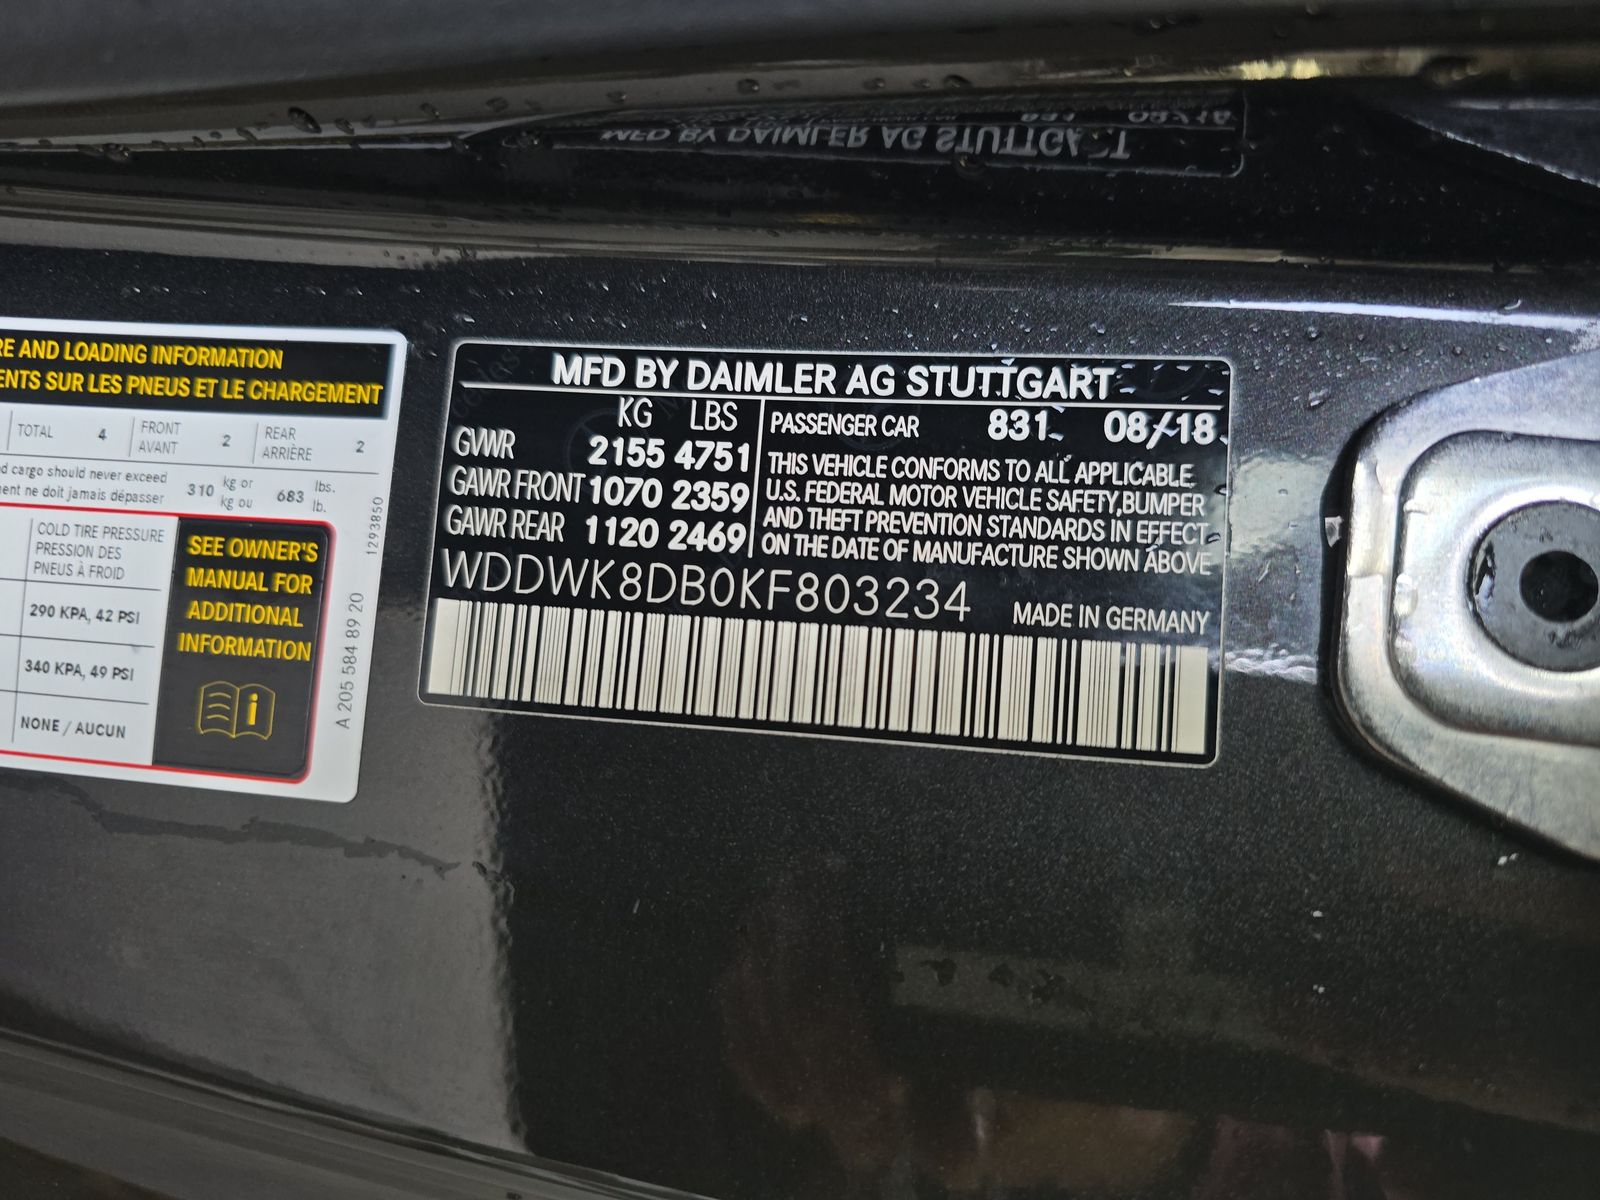 RE AND LOADING INFORMATION
ENTS SUR LES PNEUS ET LE CHARGEMENT
TOTAL 4 FRONT AVANT 2 REAR ARRIÈRE 2
d cargo should never exceed
ent ne doit jamais dépasser
310 kg or kg ou 683 lbs. lb.
COLD TIRE PRESSURE
PRESSION DES
PNEUS À FROID
290 KPA, 42 PSI
340 KPA, 49 PSI
NONE / AUCUN
SEE OWNER'S
MANUAL FOR
ADDITIONAL
INFORMATION
i
1293850
A 205 584 89 20
MFD BY DAIMLER AG STUTTGART
KG LBS
GVWR 2155 4751
GAWR FRONT 1070 2359
GAWR REAR 1120 2469
PASSENGER CAR 831 08/18
THIS VEHICLE CONFORMS TO ALL APPLICABLE
U.S. FEDERAL MOTOR VEHICLE SAFETY, BUMPER
AND THEFT PREVENTION STANDARDS IN EFFECT
ON THE DATE OF MANUFACTURE SHOWN ABOVE
WDDWK8DB0KF803234
MADE IN GERMANY